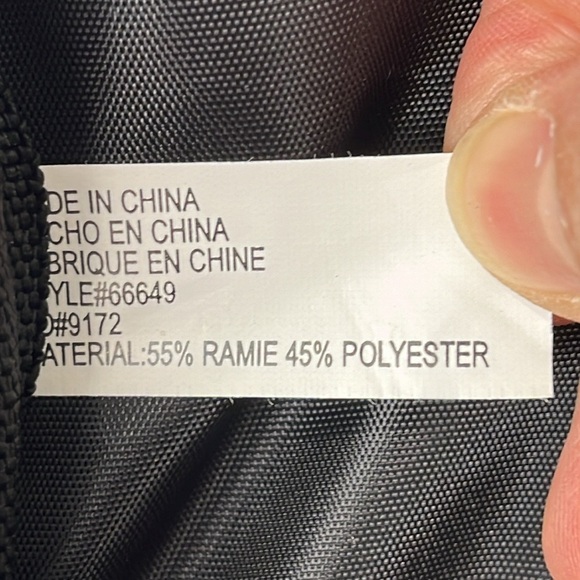 DE IN CHINA
CHO EN CHINA
BRIQUE EN CHINE
YLE#66649
#9172
ATERIAL:55% RAMIE 45% POLYESTER